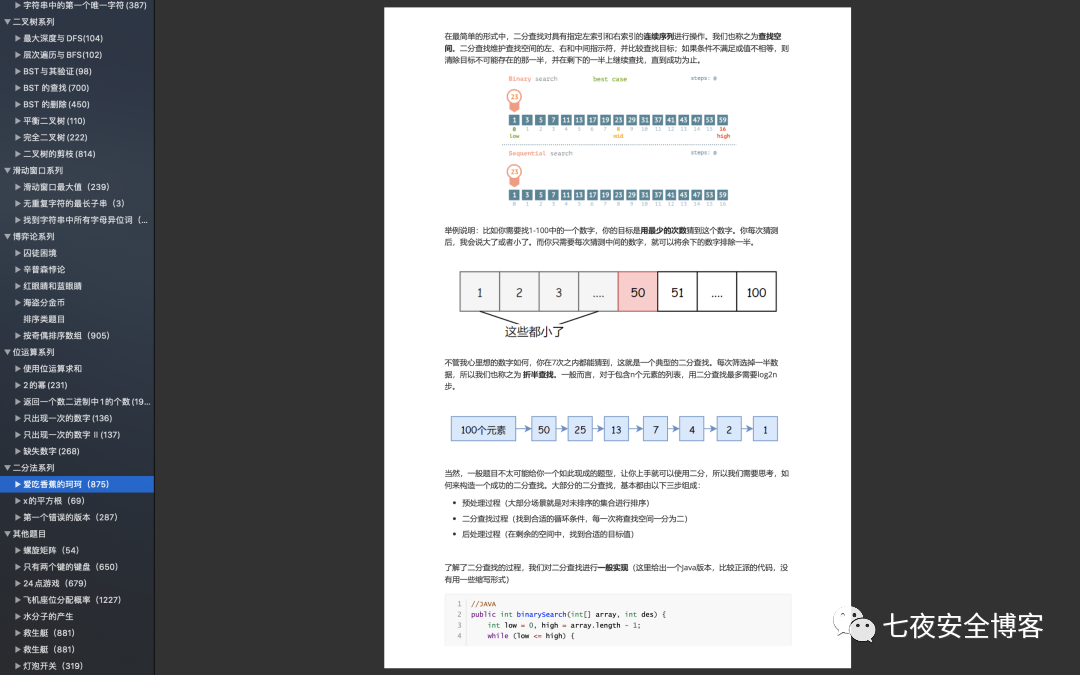 字符串中的第一个唯一字符(387)
二叉树系列
最大深度与 DFS(104)
层次遍历与 BFS(102)
BST 与其验证(98)
BST 的查找(700)
BST 的删除(450)
平衡二叉树(110)
完全二叉树(222)
二叉树的剪枝(814)
滑动窗口系列
滑动窗口最大值（239）
无重复字符的最长子串（3）
找到字符串中所有字母异位词（...
博弈论系列
囚徒困境
辛普森悖论
红眼睛和蓝眼睛
海盗分金币
排序类题目
按奇偶排序数组（905）
位运算系列
使用位运算求和
2 的幂(231)
返回一个数二进制中 1 的个数(19...
只出现一次的数字(136)
只出现一次的数字 II(137)
缺失数字(268)
二分法系列
爱吃香蕉的珂珂（875）
x 的平方根（69）
第一个错误的版本（287）
其他题目
螺旋矩阵（54）
只有两个键的键盘（650）
24 点游戏（679）
飞机座位分配概率（1227）
水分子的产生
救生艇（881）
救生艇（881）
灯泡开关（319）
在最简单的形式中，二分查找对具有指定左索引和右索引的连续序列进行操作。我们也称之为查找空
间。二分查找维护查找空间的左、右和中间指示符，并比较查找目标；如果条件不满足或值不相等，则
清除目标不可能存在的那一半，并在剩下的一半上继续查找，直到成功为止。
Binary search best case steps: 0
23
1 3 5 7 11 13 17 19 23 29 31 37 41 43 47 53 59
0 1 2 3 4 5 6 7 8 9 10 11 12 13 14 15 16
low mid high
Sequential search steps: 0
23
1 3 5 7 11 13 17 19 23 29 31 37 41 43 47 53 59
0 1 2 3 4 5 6 7 8 9 10 11 12 13 14 15 16
举例说明：比如你需要找1-100中的一个数字，你的目标是用最少的次数猜到这个数字。你每次猜测
后，我会说大了或者小了。而你只需要每次猜测中间的数字，就可以将余下的数字排除一半。
1 2 3 .... 50 51 .... 100
这些都小了
不管我心里想的数字如何，你在7次之内都能猜到，这就是一个典型的二分查找。每次筛选掉一半数
据，所以我们也称之为 折半查找。一般而言，对于包含n个元素的列表，用二分查找最多需要log2n
步。
100个元素 50 25 13 7 4 2 1
当然，一般题目不太可能给你一个如此现成的题型，让你上手就可以使用二分，所以我们需要思考，如
何来构造一个成功的二分查找。大部分的二分查找，基本都由以下三步组成：
• 预处理过程（大部分场景就是对未排序的集合进行排序）
• 二分查找过程（找到合适的循环条件，每一次将查找空间一分为二）
• 后处理过程（在剩余的空间中，找到合适的目标值）
了解了二分查找的过程，我们对二分查找进行一般实现（这里给出一个java版本，比较正派的代码，没
有用一些缩写形式）
1 //JAVA
2 public int binarySearch(int[] array, int des) {
3 int low = 0, high = array.length - 1;
4 while (low <= high) {
七夜安全博客